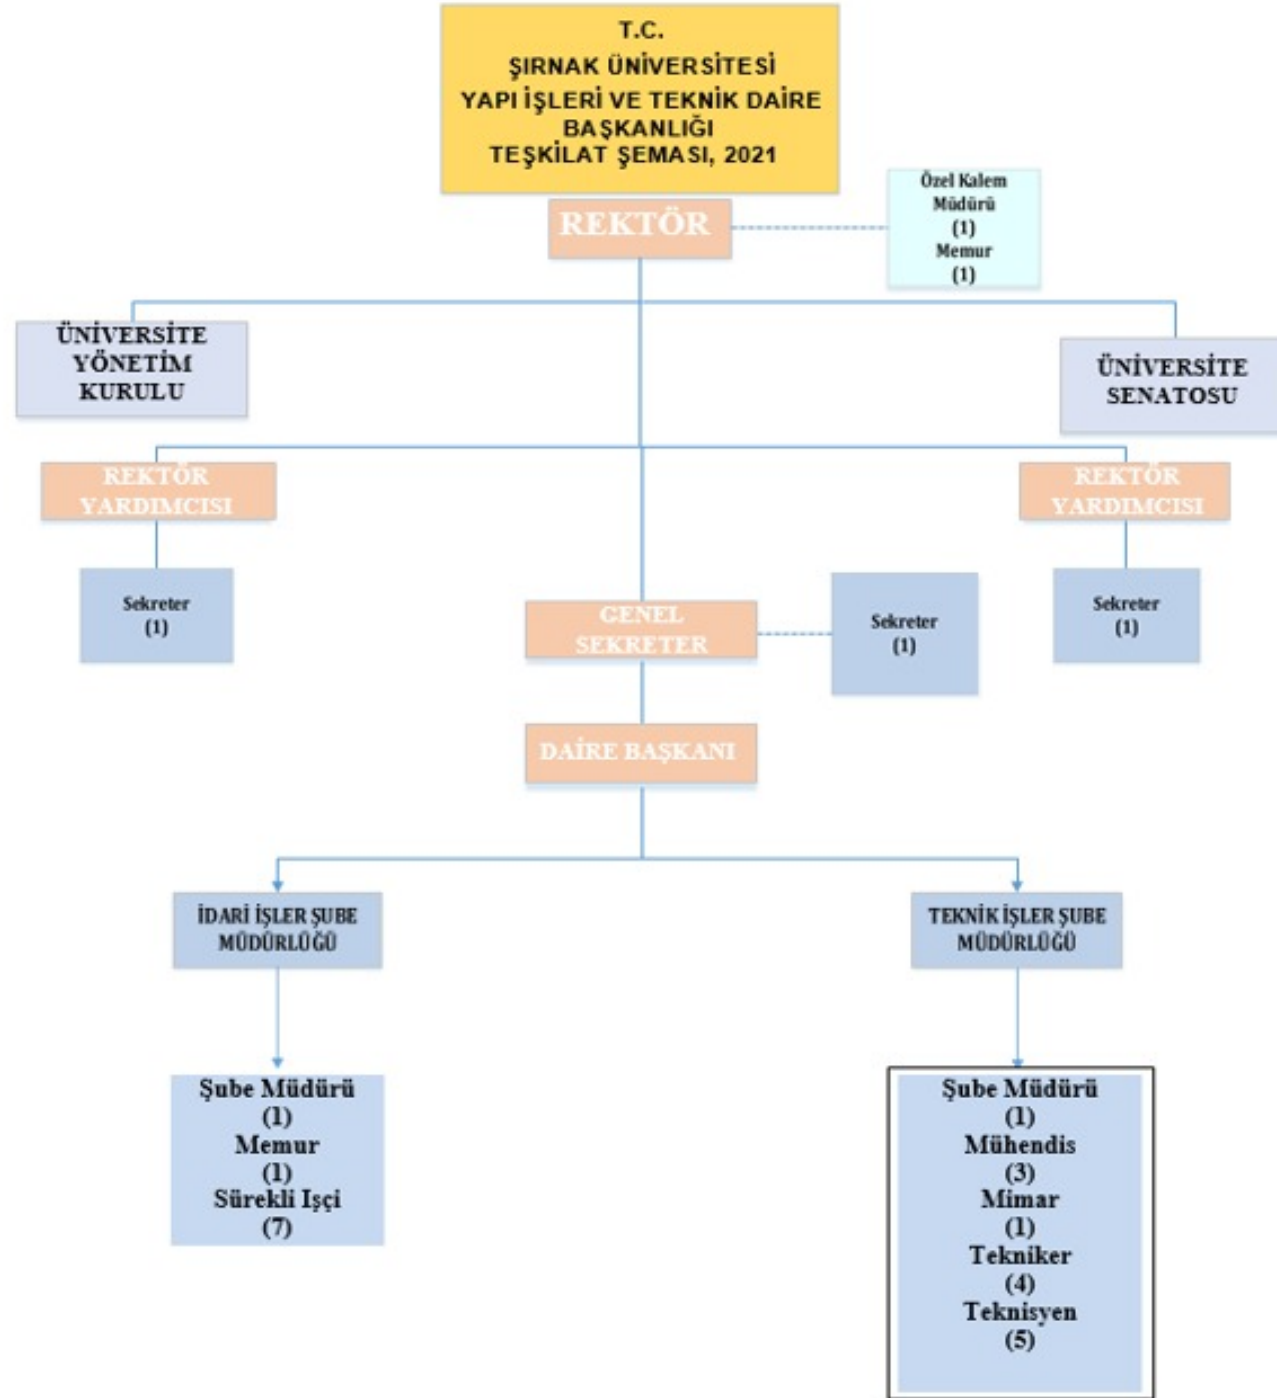 T.C.
ŞIRNAK ÜNİVERSİTESİ
YAPI İŞLERİ VE TEKNİK DAİRE
BAŞKANLIĞI
TEŞKİLAT ŞEMASI, 2021
REKTÖR
Özel Kalem
Müdürü
(1)
Memur
(1)
ÜNİVERSİTE
YÖNETİM
KURULU
ÜNİVERSİTE
SENATOSU
REKTÖR
YARDIMCISI
REKTÖR
YARDIMCISI
Sekreter
(1)
GENEL
SEKRETER
Sekreter
(1)
Sekreter
(1)
DAİRE BAŞKANI
İDARİ İŞLER ŞUBE
MÜDÜRLÜĞÜ
TEKNİK İŞLER ŞUBE
MÜDÜRLÜĞÜ
Şube Müdürü
(1)
Memur
(1)
Sürekli Işçi
(7)
Şube Müdürü
(1)
Mühendis
(3)
Mimar
(1)
Tekniker
(4)
Teknisyen
(5)